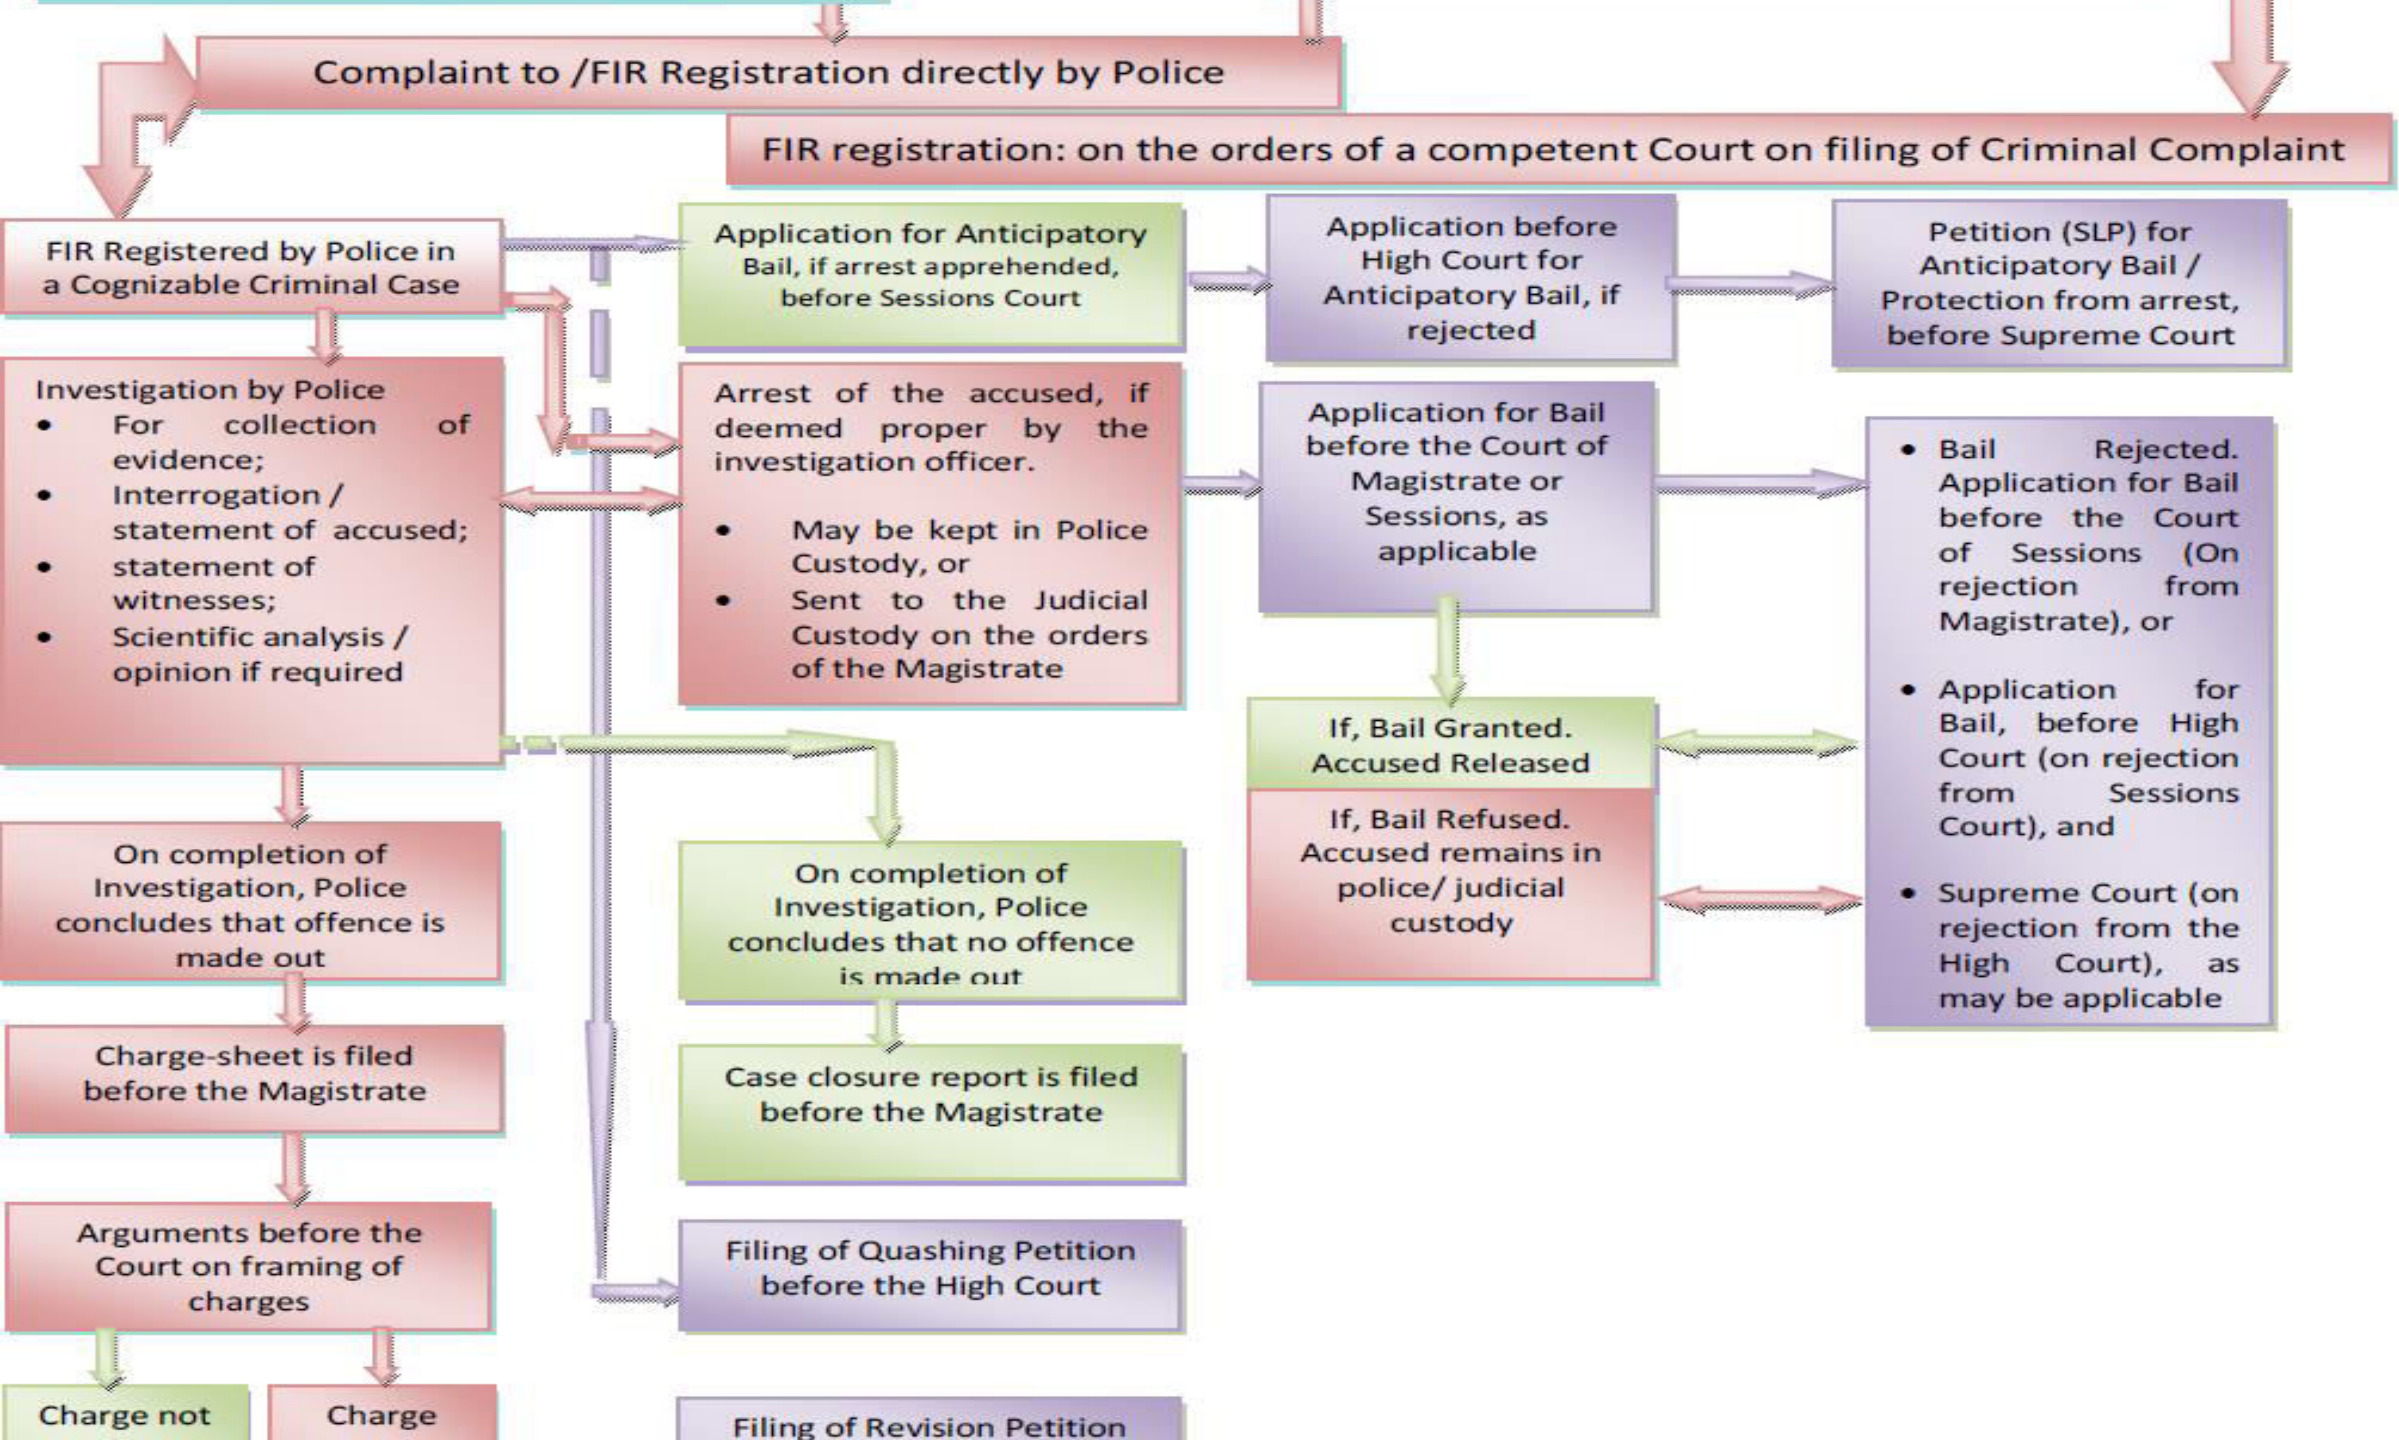 Complaint to /FIR Registration directly by Police
FIR registration: on the orders of a competent Court on filing of Criminal Complaint
FIR Registered by Police in
a Cognizable Criminal Case
Application for Anticipatory
Bail, if arrest apprehended,
before Sessions Court
Application before
High Court for
Anticipatory Bail, if
rejected
Petition (SLP) for
Anticipatory Bail /
Protection from arrest,
before Supreme Court
Investigation by Police
• For collection of
evidence;
• Interrogation /
statement of accused;
• statement of
witnesses;
• Scientific analysis /
opinion if required
Arrest of the accused, if
deemed proper by the
investigation officer.
• May be kept in Police
Custody, or
• Sent to the Judicial
Custody on the orders
of the Magistrate
Application for Bail
before the Court of
Magistrate or
Sessions, as
applicable
• Bail Rejected.
Application for Bail
before the Court
of Sessions (On
rejection from
Magistrate), or
• Application for
Bail, before High
Court (on rejection
from Sessions
Court), and
• Supreme Court (on
rejection from the
High Court), as
may be applicable
If, Bail Granted.
Accused Released
If, Bail Refused.
Accused remains in
police/ judicial
custody
On completion of
Investigation, Police
concludes that offence is
made out
On completion of
Investigation, Police
concludes that no offence
is made out
Charge-sheet is filed
before the Magistrate
Case closure report is filed
before the Magistrate
Arguments before the
Court on framing of
charges
Filing of Quashing Petition
before the High Court
Charge not
Charge
Filing of Revision Petition